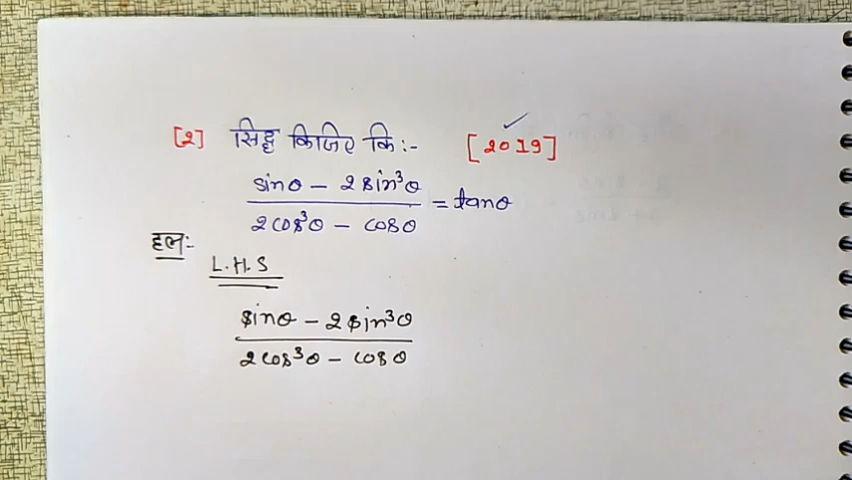 [2] सिद्ध किजिए कि :- [2019]
sinθ - 2sin³θ / 2cos³θ - cosθ = tanθ
हल:-
L.H.S
sinθ - 2sin³θ / 2cos³θ - cosθ